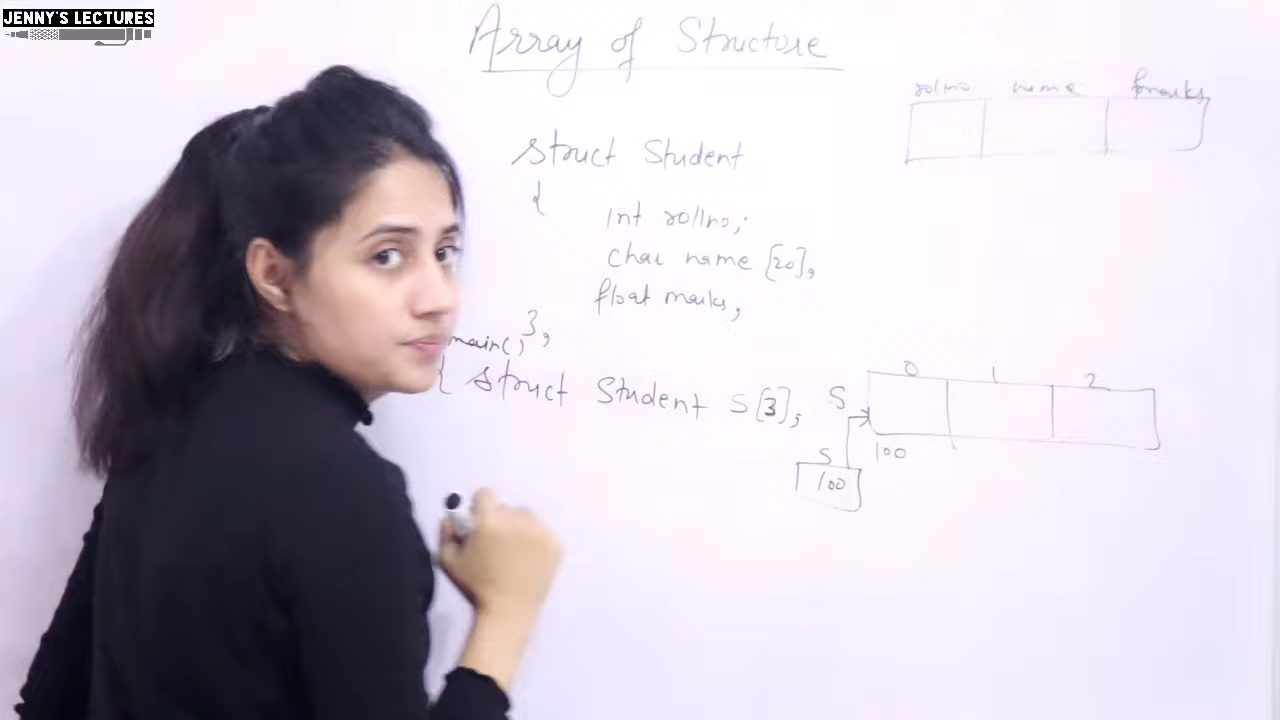 JENNY'S LECTURES
Array of Structure
rollno name marks
struct Student
{
int rollno;
char name [20],
float marks,
},
main()
{ struct Student S[3],
0 1 2
S
100
S
100